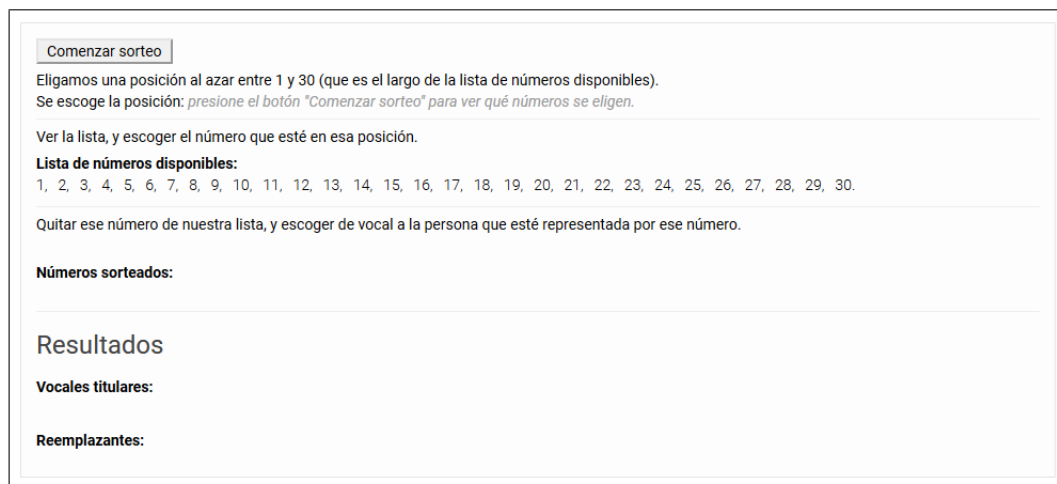 Comenzar sorteo
Eligamos una posición al azar entre 1 y 30 (que es el largo de la lista de números disponibles).
Se escoge la posición: presione el botón "Comenzar sorteo" para ver qué números se eligen.
Ver la lista, y escoger el número que esté en esa posición.
Lista de números disponibles:
1, 2, 3, 4, 5, 6, 7, 8, 9, 10, 11, 12, 13, 14, 15, 16, 17, 18, 19, 20, 21, 22, 23, 24, 25, 26, 27, 28, 29, 30.
Quitar ese número de nuestra lista, y escoger de vocal a la persona que esté representada por ese número.
Números sorteados:
Resultados
Vocales titulares:
Reemplazantes: